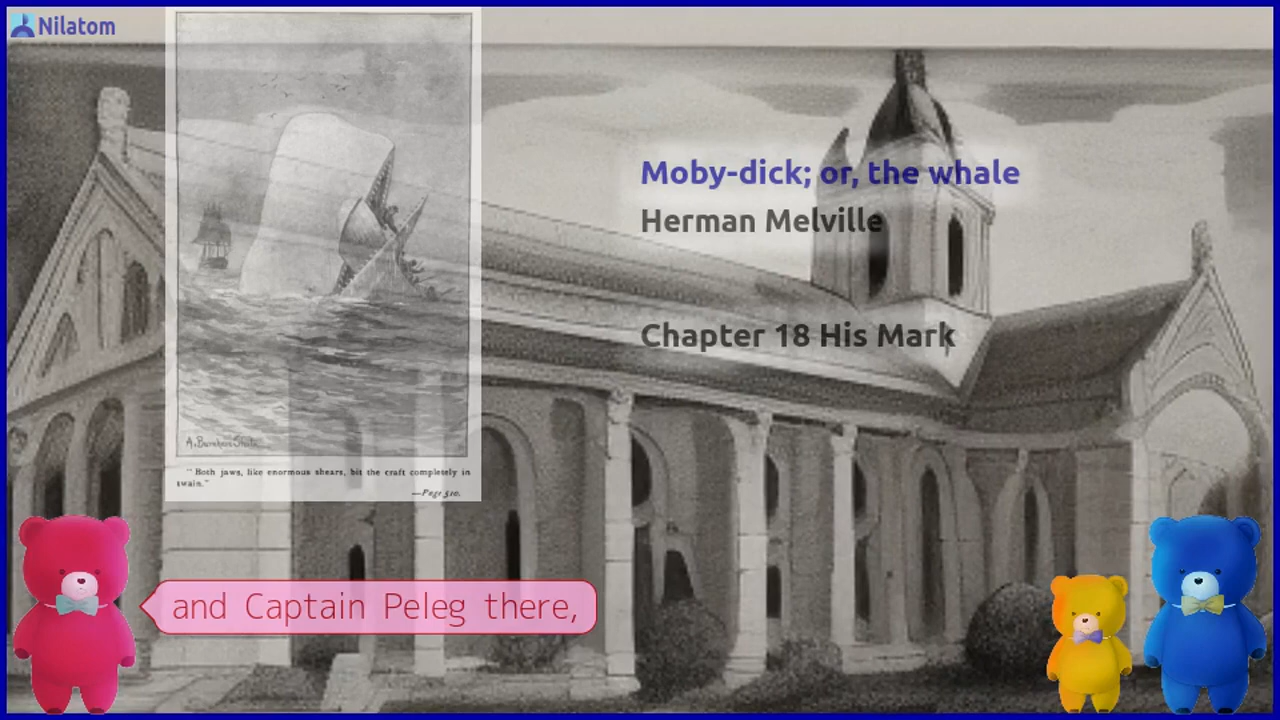 Nilatom
Moby-dick; or, the whale
Herman Melville
Chapter 18 His Mark
"Both jaws, like enormous shears, bit the craft completely in
twain."
—Page 510.
and Captain Peleg there,